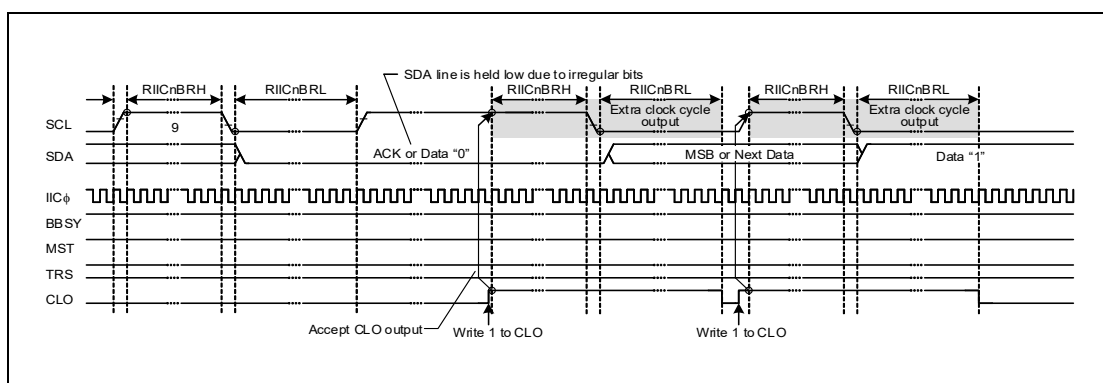 SDA line is held low due to irregular bits
RIICnBRH
RIICnBRL
RIICnBRH
RIICnBRL
RIICnBRH
RIICnBRL
SCL
9
Extra clock cycle
output
Extra clock cycle
output
SDA
ACK or Data “0”
MSB or Next Data
Data “1”
IICϕ
BBSY
MST
TRS
CLO
Accept CLO output
Write 1 to CLO
Write 1 to CLO